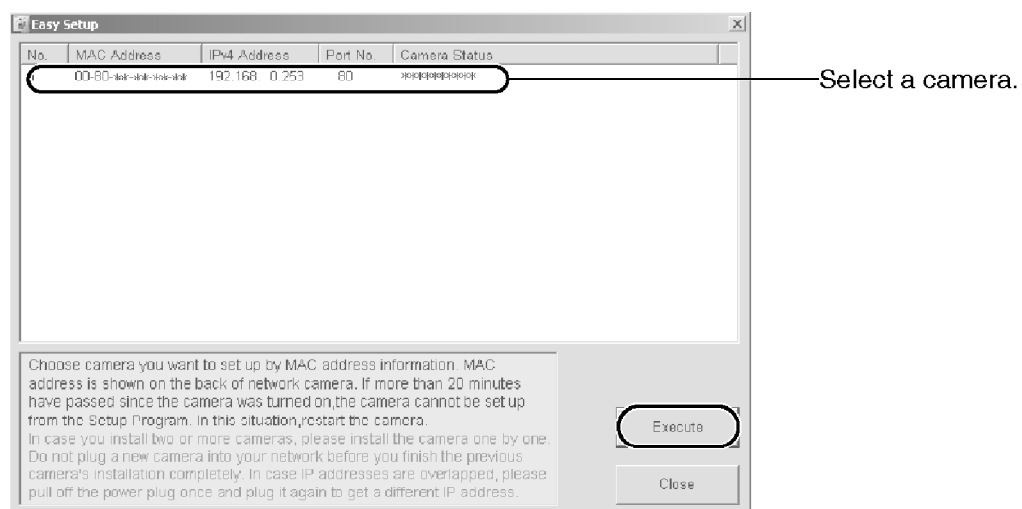 Easy Setup
No. MAC Address IPv4 Address Port No. Camera Status
00-80-**-**-**-** 192.168. 0.253 80 **********
Select a camera.
Choose camera you want to set up by MAC address information. MAC
address is shown on the back of network camera. If more than 20 minutes
have passed since the camera was turned on,the camera cannot be set up
from the Setup Program. In this situation,restart the camera.
In case you install two or more cameras, please install the camera one by one.
Do not plug a new camera into your network before you finish the previous
camera's installation completely. In case IP addresses are overlapped, please
pull off the power plug once and plug it again to get a different IP address.
Execute
Close